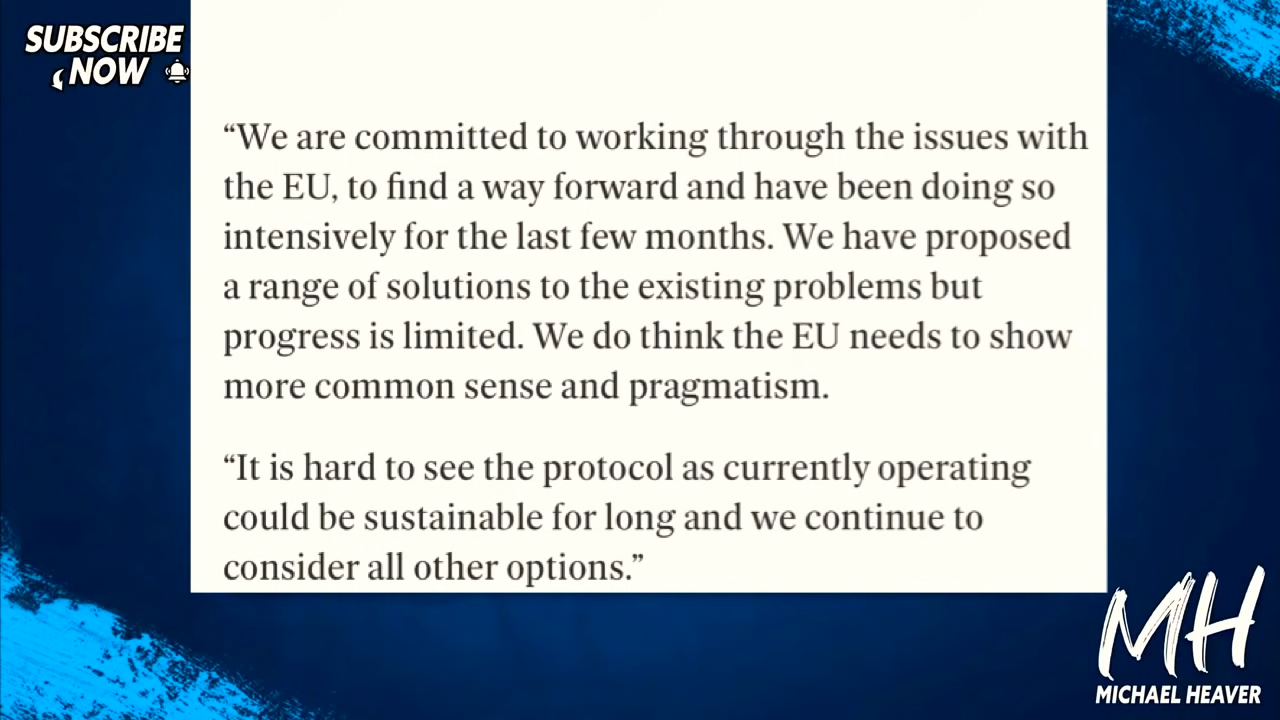 SUBSCRIBE
NOW
“We are committed to working through the issues with
the EU, to find a way forward and have been doing so
intensively for the last few months. We have proposed
a range of solutions to the existing problems but
progress is limited. We do think the EU needs to show
more common sense and pragmatism.
“It is hard to see the protocol as currently operating
could be sustainable for long and we continue to
consider all other options.”
MH
MICHAEL HEAVER